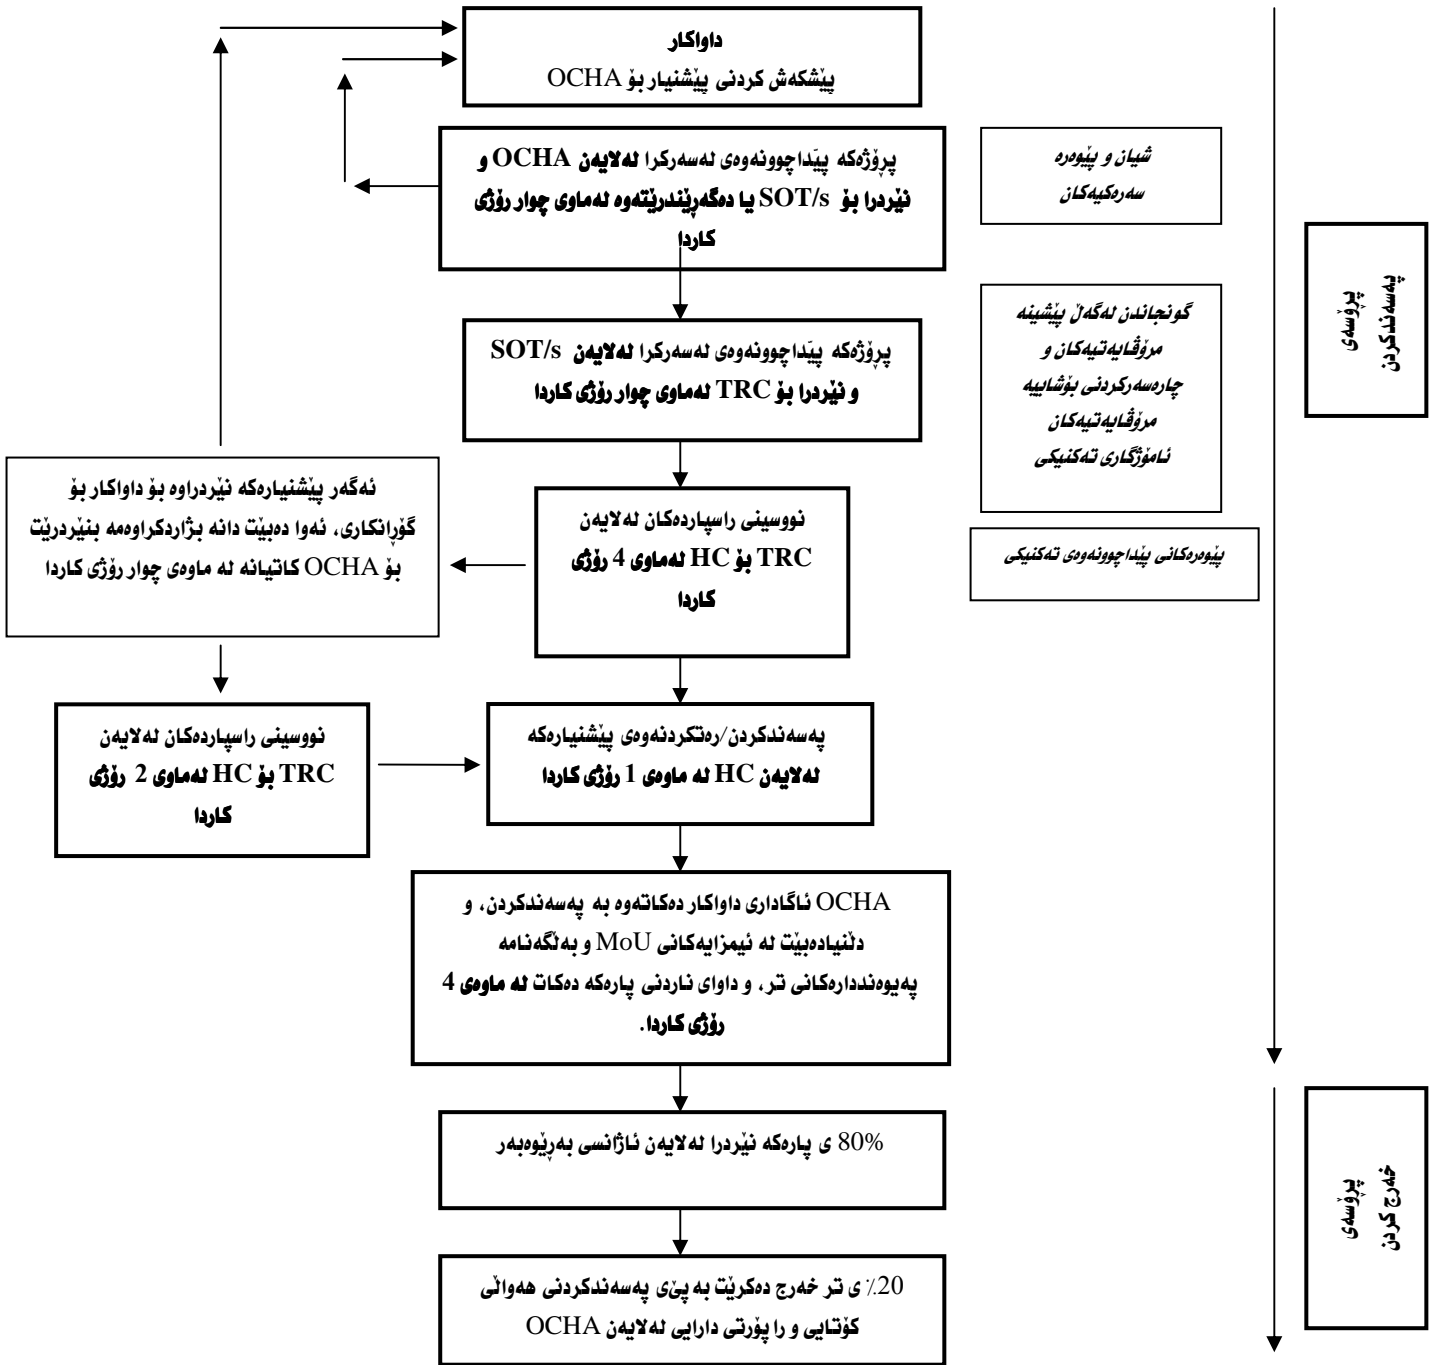 داواکار
پێشکەش کردنی پێشنیار بۆ OCHA
پڕۆژەکە پێداچوونەوەی لەسەرکرا لەلایەن OCHA و
نێردرا بۆ SOT/s یا دەگەڕێندرێتەوە لەماوی چوار رۆژی
کاردا
شیان و پێوەرە
سەرەکیەکان
پەسەندکردن
پڕۆسەی
گونجاندن لەگەڵ پێشینە
مرۆڤایەتیەکان و
چارەسەرکردنی بۆشاییە
مرۆڤایەتیەکان
ئامۆژگاری تەکنیکی
پڕۆژەکە پێداچوونەوەی لەسەرکرا لەلایەن SOT/s
و نێردرا بۆ TRC لەماوی چوار رۆژی کاردا
ئەگەر پێشنیارەکە نێردراوە بۆ داواکار بۆ
گۆڕانکاری، ئەوا دەبێت دانە بژاردکراوەمە بنێردرێت
بۆ OCHA کاتیانە لە ماوەی چوار رۆژی کاردا
نووسینی راسپاردەکان لەلایەن
TRC بۆ HC لەماوی 4 رۆژی
کاردا
پێوەرەکانی پێداچوونەوەی تەکنیکی
نووسینی راسپاردەکان لەلایەن
TRC بۆ HC لەماوی 2 رۆژی
کاردا
پەسەندکردن/رەتکردنەوەی پێشنیارەکە
لەلایەن HC لە ماوەی 1 رۆژی کاردا
OCHA ئاگاداری داواکار دەکاتەوە بە پەسەندکردن، و
دڵنیادەبێت لە ئیمزایەکانی MoU و بەڵگەنامە
پەیوەنددارەکانی تر، و داوای ناردنی پارەکە دەکات لە ماوەی 4
رۆژی کاردا.
80% ی پارەکە نێردرا لەلایەن ئاژانسی بەڕێوەبەر
خەرج کردن
پڕۆسەی
20٪ ی تر خەرج دەکرێت بە پێی پەسەندکردنی هەواڵی
کۆتایی و را پۆرتی دارایی لەلایەن OCHA